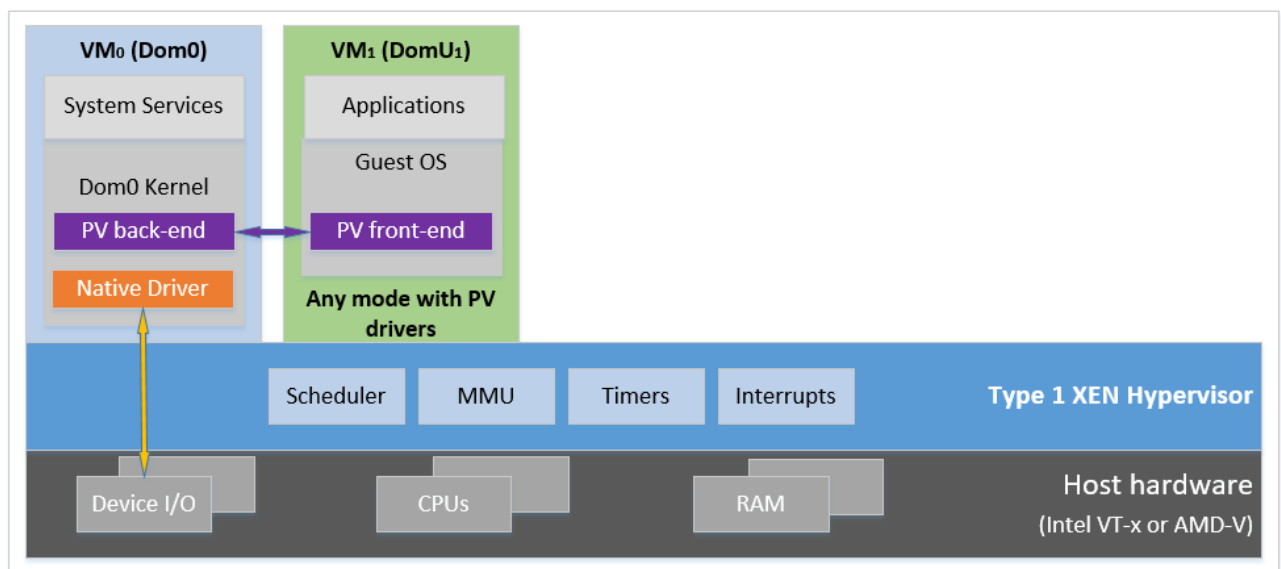 VM₀ (Dom0)
VM₁ (DomU₁)
System Services
Applications
Dom0 Kernel
Guest OS
PV back-end
PV front-end
Native Driver
Any mode with PV
drivers
Scheduler
MMU
Timers
Interrupts
Type 1 XEN Hypervisor
Device I/O
CPUs
RAM
Host hardware
(Intel VT-x or AMD-V)